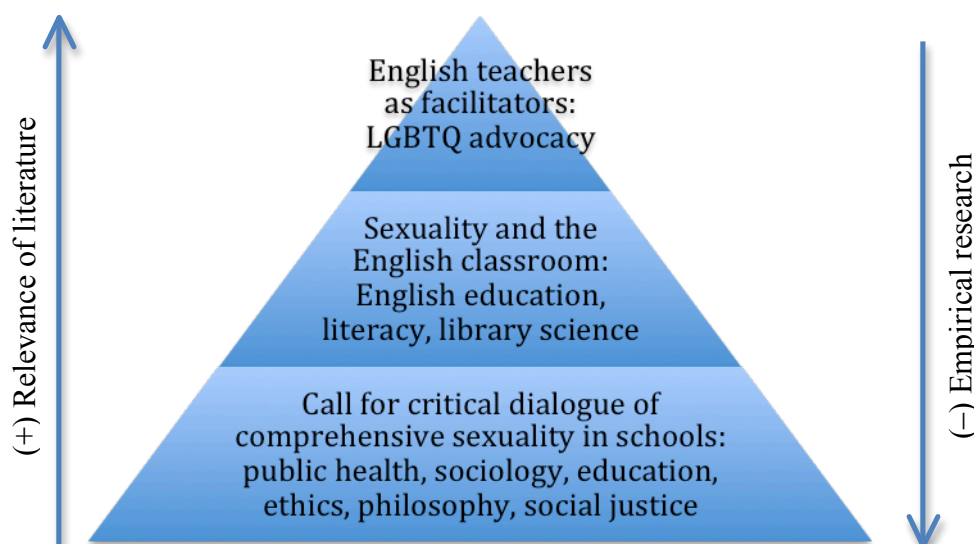 English teachers
as facilitators:
LGBTQ advocacy
Sexuality and the
English classroom:
English education,
literacy, library science
Call for critical dialogue of
comprehensive sexuality in schools:
public health, sociology, education,
ethics, philosophy, social justice
(+) Relevance of literature
(−) Empirical research